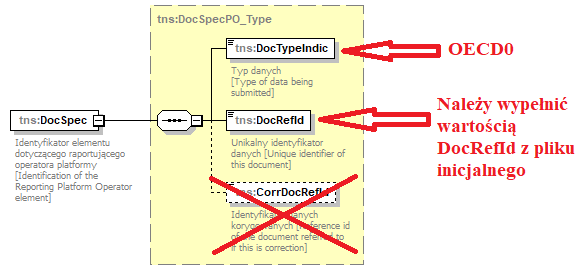 tns:DocSpecPO_Type
tns:DocTypeIndic
Typ danych
[Type of data being
submitted]
OECD0
tns:DocSpec
Identyfikator elementu
dotyczącego raportującego
operatora platformy
[Identification of the
Reporting Platform Operator
element]
tns:DocRefId
Unikalny identyfikator
danych [Unique identifier of
this document]
Należy wypełnić
wartością
DocRefId z pliku
inicjalnego
tns:CorrDocRefId
Identyfikator danych
korygowanych [Reference id
of the document referred to
if this is correction]